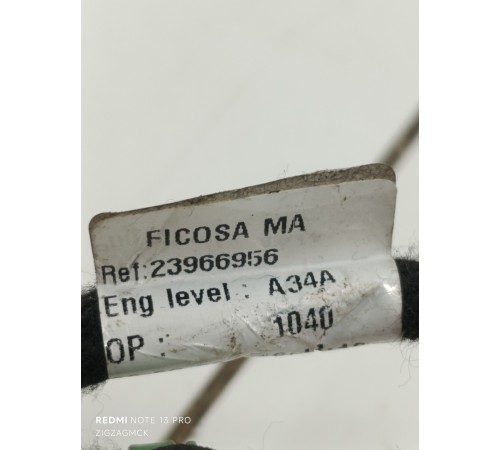 FICOSA MA
Ref:23966956
Eng level : A34A
OP : 1040
REDMI NOTE 13 PRO
ZIGZAGMCK